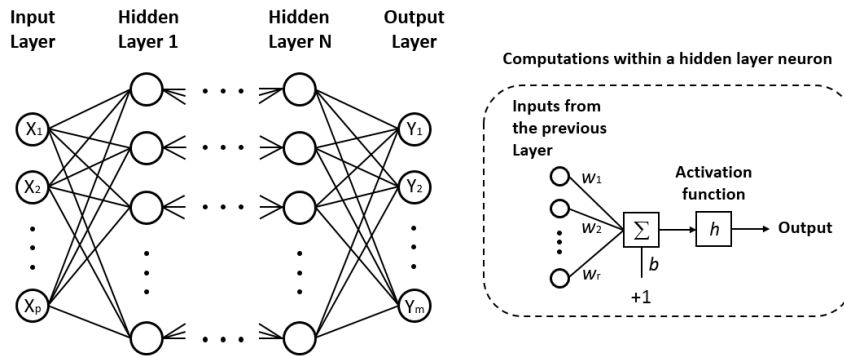 Input
Layer
Hidden
Layer 1
Hidden
Layer N
Output
Layer
X1
X2
Xp
Y1
Y2
Ym
Computations within a hidden layer neuron
Inputs from
the previous
Layer
w1
w2
wr
Σ
b
+1
Activation
function
h
Output